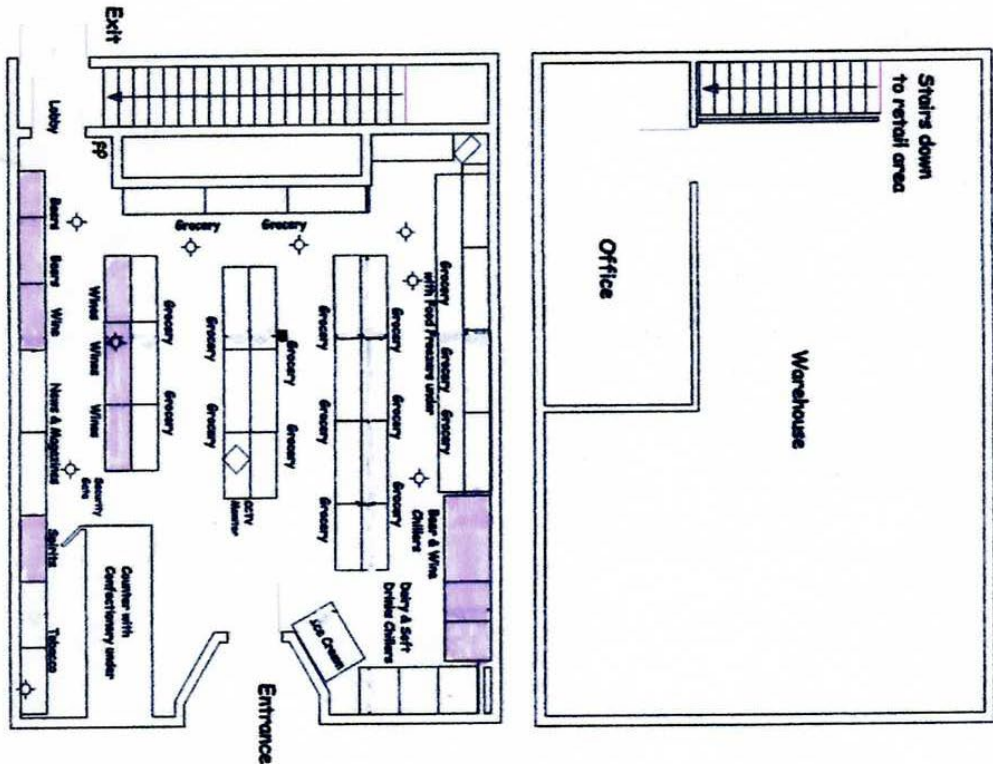 Exit
Lobby
FP
Beers
Beers
Wine
News & Magazines
Spirits
Tobacco
Wines
Wines
Wines
Grocery
Grocery
Security
Gate
Counter with
Confectionery under
Grocery
Grocery
Grocery
Grocery
Grocery
Grocery
CCTV
Monitor
Grocery
Grocery
Grocery
Grocery
Grocery
Grocery
Grocery
with Food Freezers under
Grocery
Grocery
Beer & Wine
Chillers
Dairy & Soft
Drinks Chillers
Ice Cream
Entrance
Stairs down
to retail area
Office
Warehouse